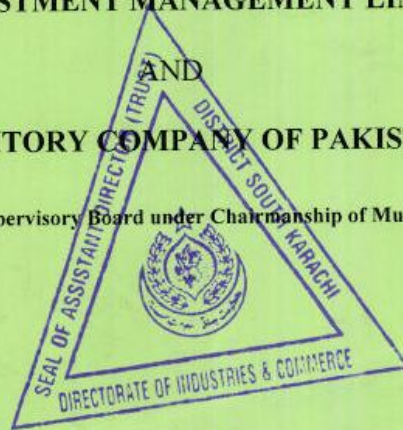 STMENT MANAGEMENT LI
AND
TORY COMPANY OF PAKIS
pervisory Board under Chairmanship of Mu
SEAL OF ASSISTANT DIRECTOR (TRUST)
DISTRICT SOUTH KARACHI
DIRECTORATE OF INDUSTRIES & COMMERCE